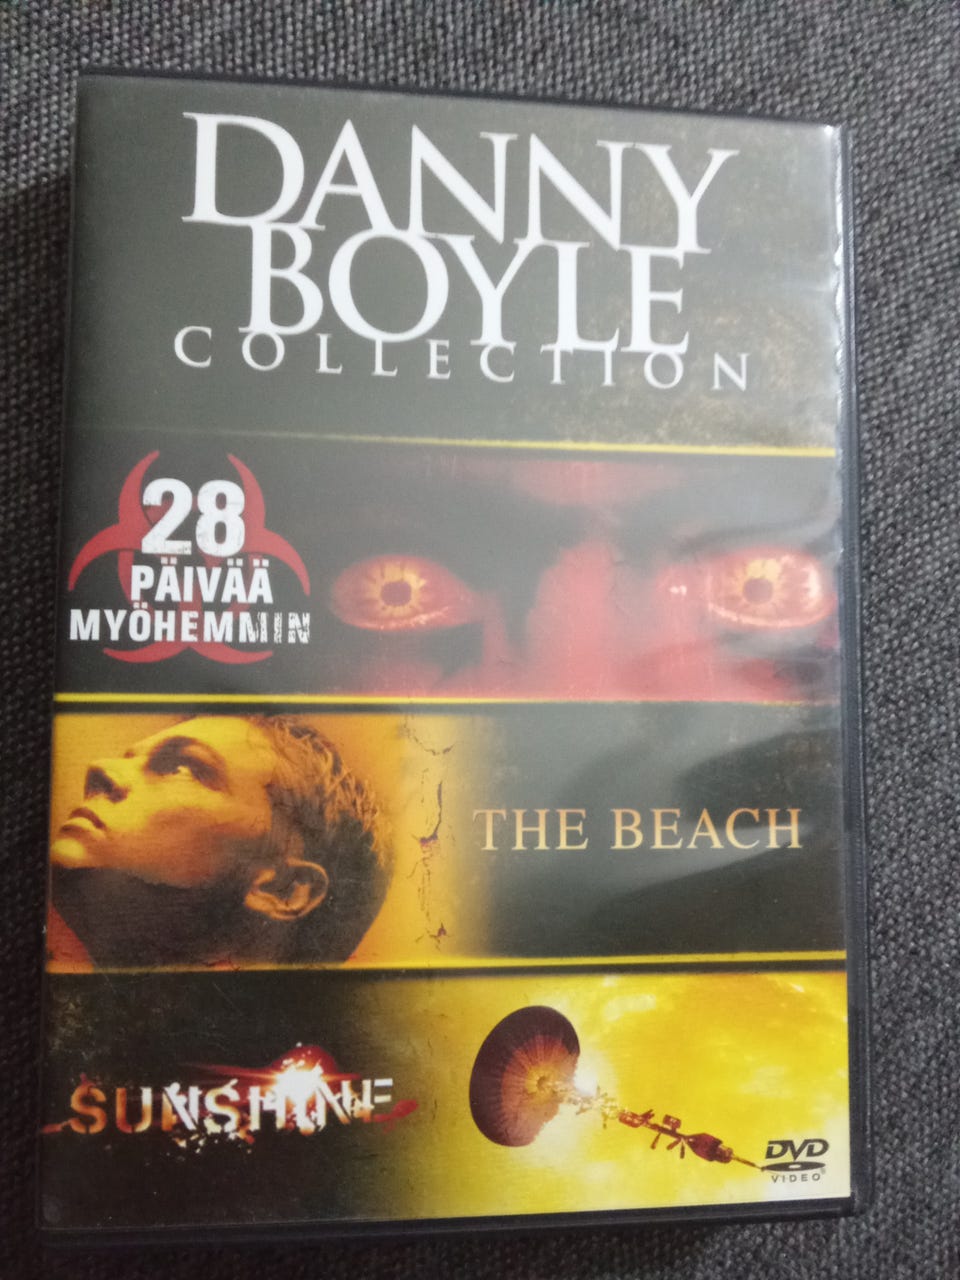 DANNY
BOYLE
COLLECTION
28
PÄIVÄÄ
MYÖHEMMIN
THE BEACH
SUNSHINE
DVD
VIDEO